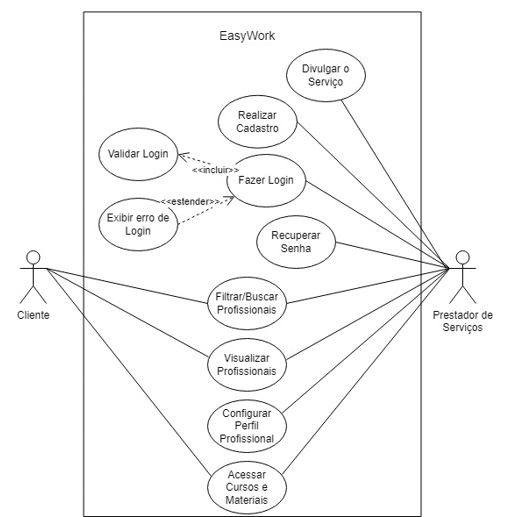 EasyWork
Divulgar o
Serviço
Realizar
Cadastro
Validar Login
<<incluir>>
Fazer Login
<<estender>>
Exibir erro de
Login
Recuperar
Senha
Cliente
Prestador de
Serviços
Filtrar/Buscar
Profissionais
Visualizar
Profissionais
Configurar
Perfil
Profissional
Acessar
Cursos e
Materiais